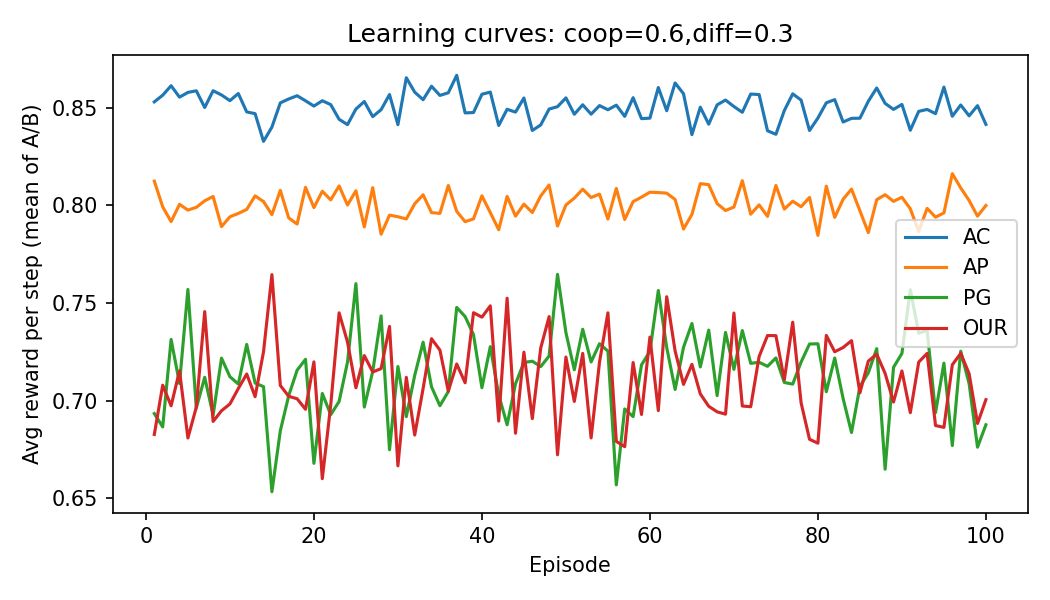 Learning curves: coop=0.6,diff=0.3
Avg reward per step (mean of A/B)
0.85
0.80
0.75
0.70
0.65
AC
AP
PG
OUR
0 20 40 60 80 100
Episode